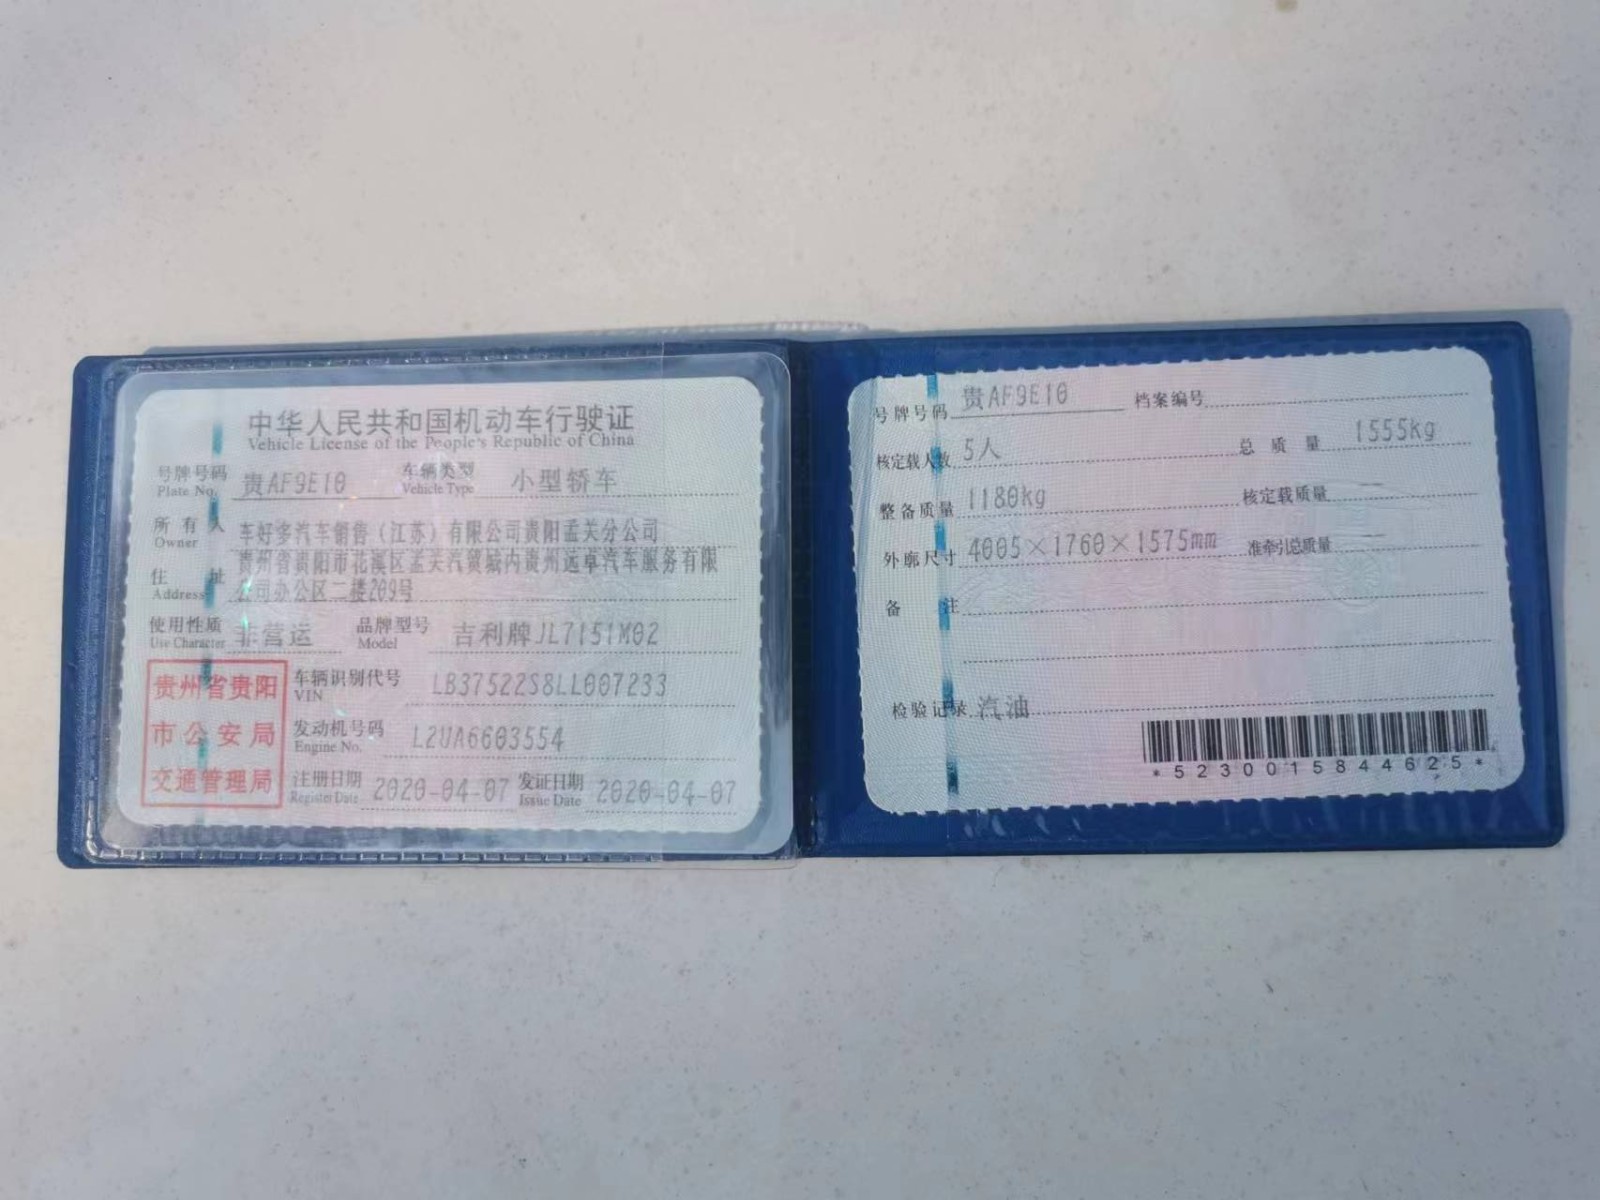 中华人民共和国机动车行驶证
Vehicle License of the People's Republic of China
号牌号码 贵AF9E10 车辆类型 小型轿车
Plate No. Vehicle Type
所有人 车好多汽车销售（江苏）有限公司贵阳孟关分公司
Owner
住址 贵州省贵阳市花溪区孟关汽贸城内贵州远卓汽车服务有限
Address 公司办公区二楼209号
使用性质 非营运 品牌型号 吉利牌JL7151M02
Use Character Model
贵州省贵阳
市公安局
交通管理局
车辆识别代号 LB37522S8LL007233
VIN
发动机号码 L2UA6603554
Engine No.
注册日期 2020-04-07 发证日期 2020-04-07
Register Date Issue Date
号牌号码 贵AF9E10 档案编号
核定载人数 5人 总质量 1555kg
整备质量 1180kg 核定载质量 —
外廓尺寸 4005×1760×1575mm 准牵引总质量 —
备注
检验记录 汽油
*5230015844625*